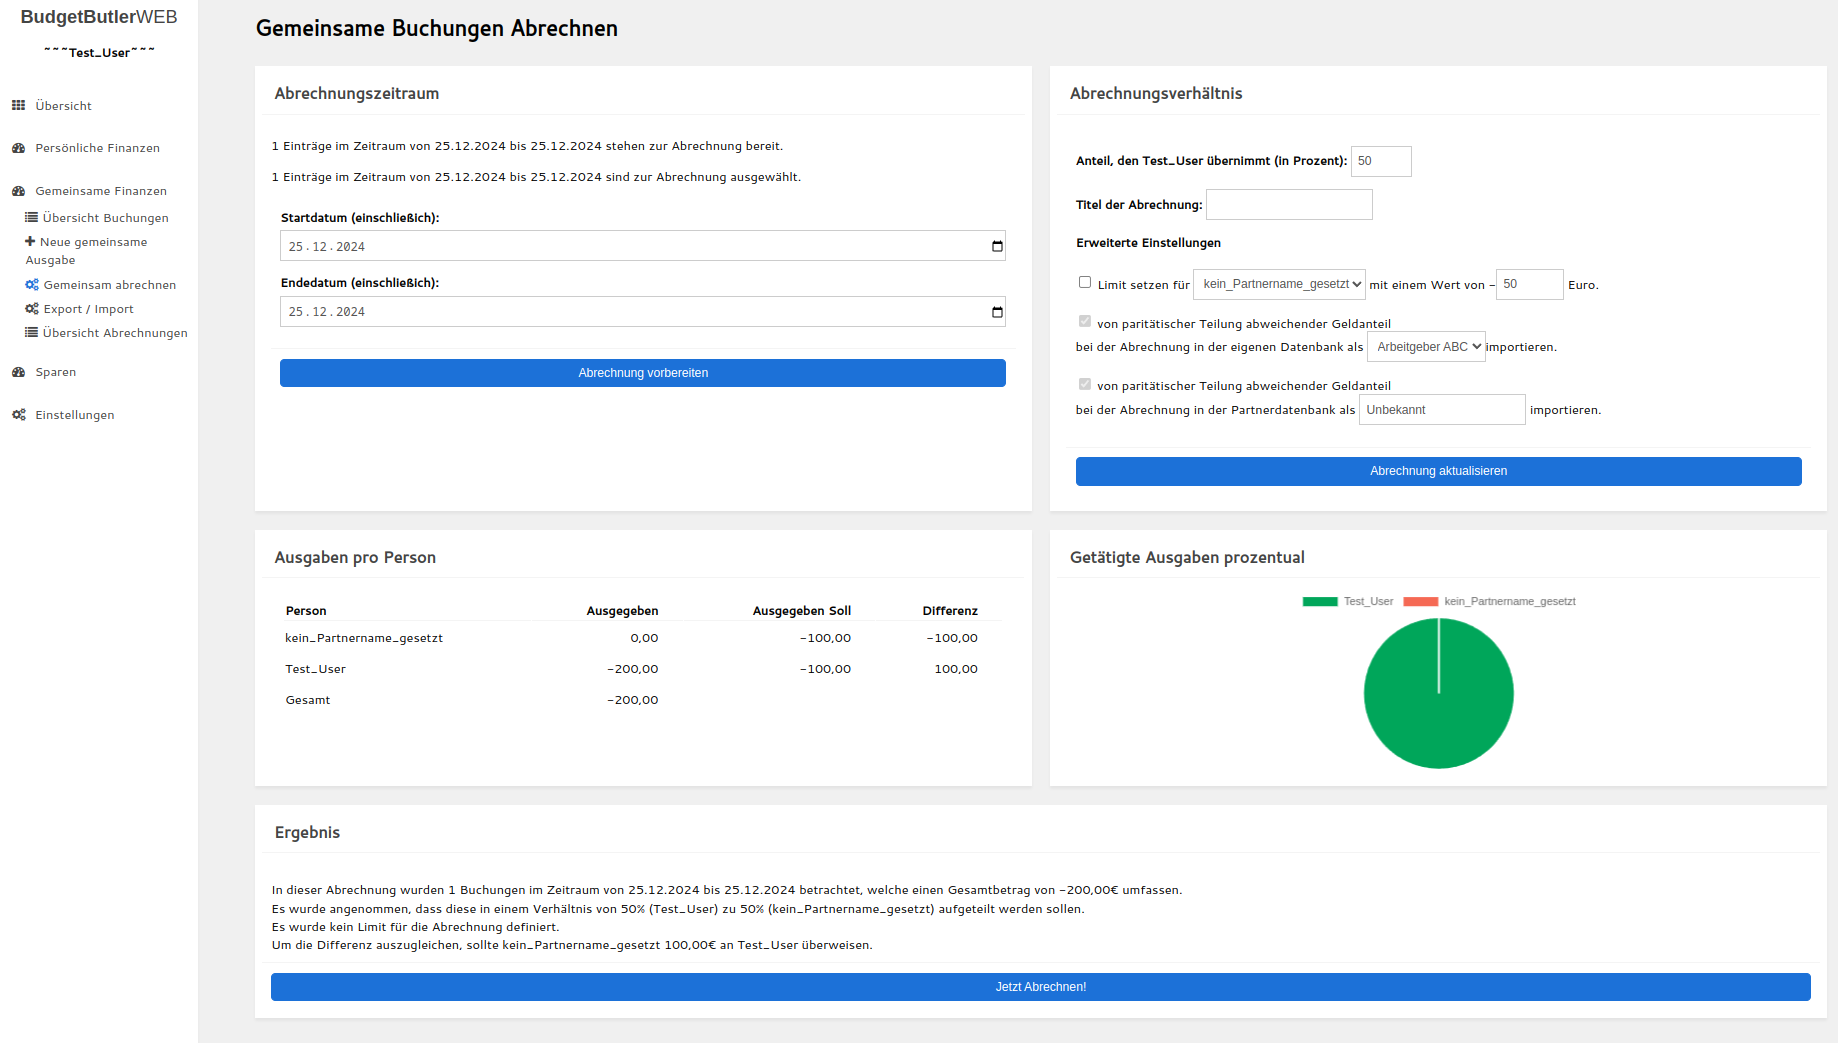 BudgetButlerWEB
~~~Test_User~~~
Übersicht
Persönliche Finanzen
Gemeinsame Finanzen
Übersicht Buchungen
Neue gemeinsame
Ausgabe
Gemeinsam abrechnen
Export / Import
Übersicht Abrechnungen
Sparen
Einstellungen
Gemeinsame Buchungen Abrechnen
Abrechnungszeitraum
1 Einträge im Zeitraum von 25.12.2024 bis 25.12.2024 stehen zur Abrechnung bereit.
1 Einträge im Zeitraum von 25.12.2024 bis 25.12.2024 sind zur Abrechnung ausgewählt.
Startdatum (einschließich):
25.12.2024
Endedatum (einschließich):
25.12.2024
Abrechnung vorbereiten
Abrechnungsverhältnis
Anteil, den Test_User übernimmt (in Prozent): 50
Titel der Abrechnung:
Erweiterte Einstellungen
Limit setzen für kein_Partnername_gesetzt mit einem Wert von -50 Euro.
von paritätischer Teilung abweichender Geldanteil
bei der Abrechnung in der eigenen Datenbank als Arbeitgeber ABC importieren.
von paritätischer Teilung abweichender Geldanteil
bei der Abrechnung in der Partnerdatenbank als Unbekannt importieren.
Abrechnung aktualisieren
Ausgaben pro Person
Person Ausgegeben Ausgegeben Soll Differenz
kein_Partnername_gesetzt 0,00 -100,00 -100,00
Test_User -200,00 -100,00 100,00
Gesamt -200,00
Getätigte Ausgaben prozentual
Test_User kein_Partnername_gesetzt
Ergebnis
In dieser Abrechnung wurden 1 Buchungen im Zeitraum von 25.12.2024 bis 25.12.2024 betrachtet, welche einen Gesamtbetrag von -200,00€ umfassen.
Es wurde angenommen, dass diese in einem Verhältnis von 50% (Test_User) zu 50% (kein_Partnername_gesetzt) aufgeteilt werden sollen.
Es wurde kein Limit für die Abrechnung definiert.
Um die Differenz auszugleichen, sollte kein_Partnername_gesetzt 100,00€ an Test_User überweisen.
Jetzt Abrechnen!